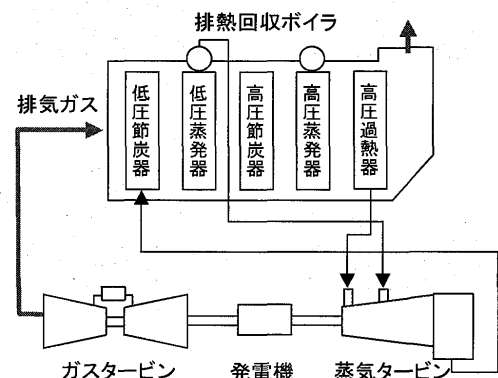 排熱回収ボイラ
排気ガス
低圧節炭器
低圧蒸発器
高圧節炭器
高圧蒸発器
高圧過熱器
ガスタービン
発電機
蒸気タービン